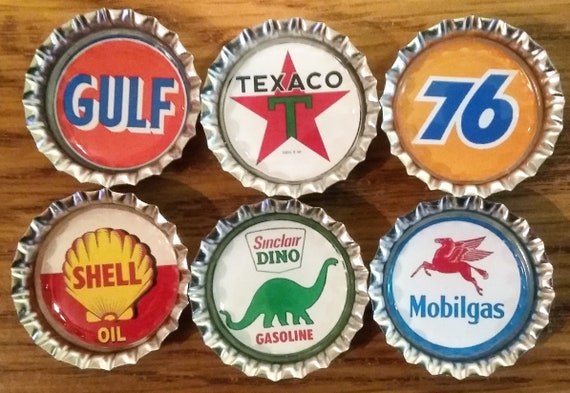 GULF
TEXACO
T
76
SHELL
OIL
Sinclair
DINO
GASOLINE
Mobilgas